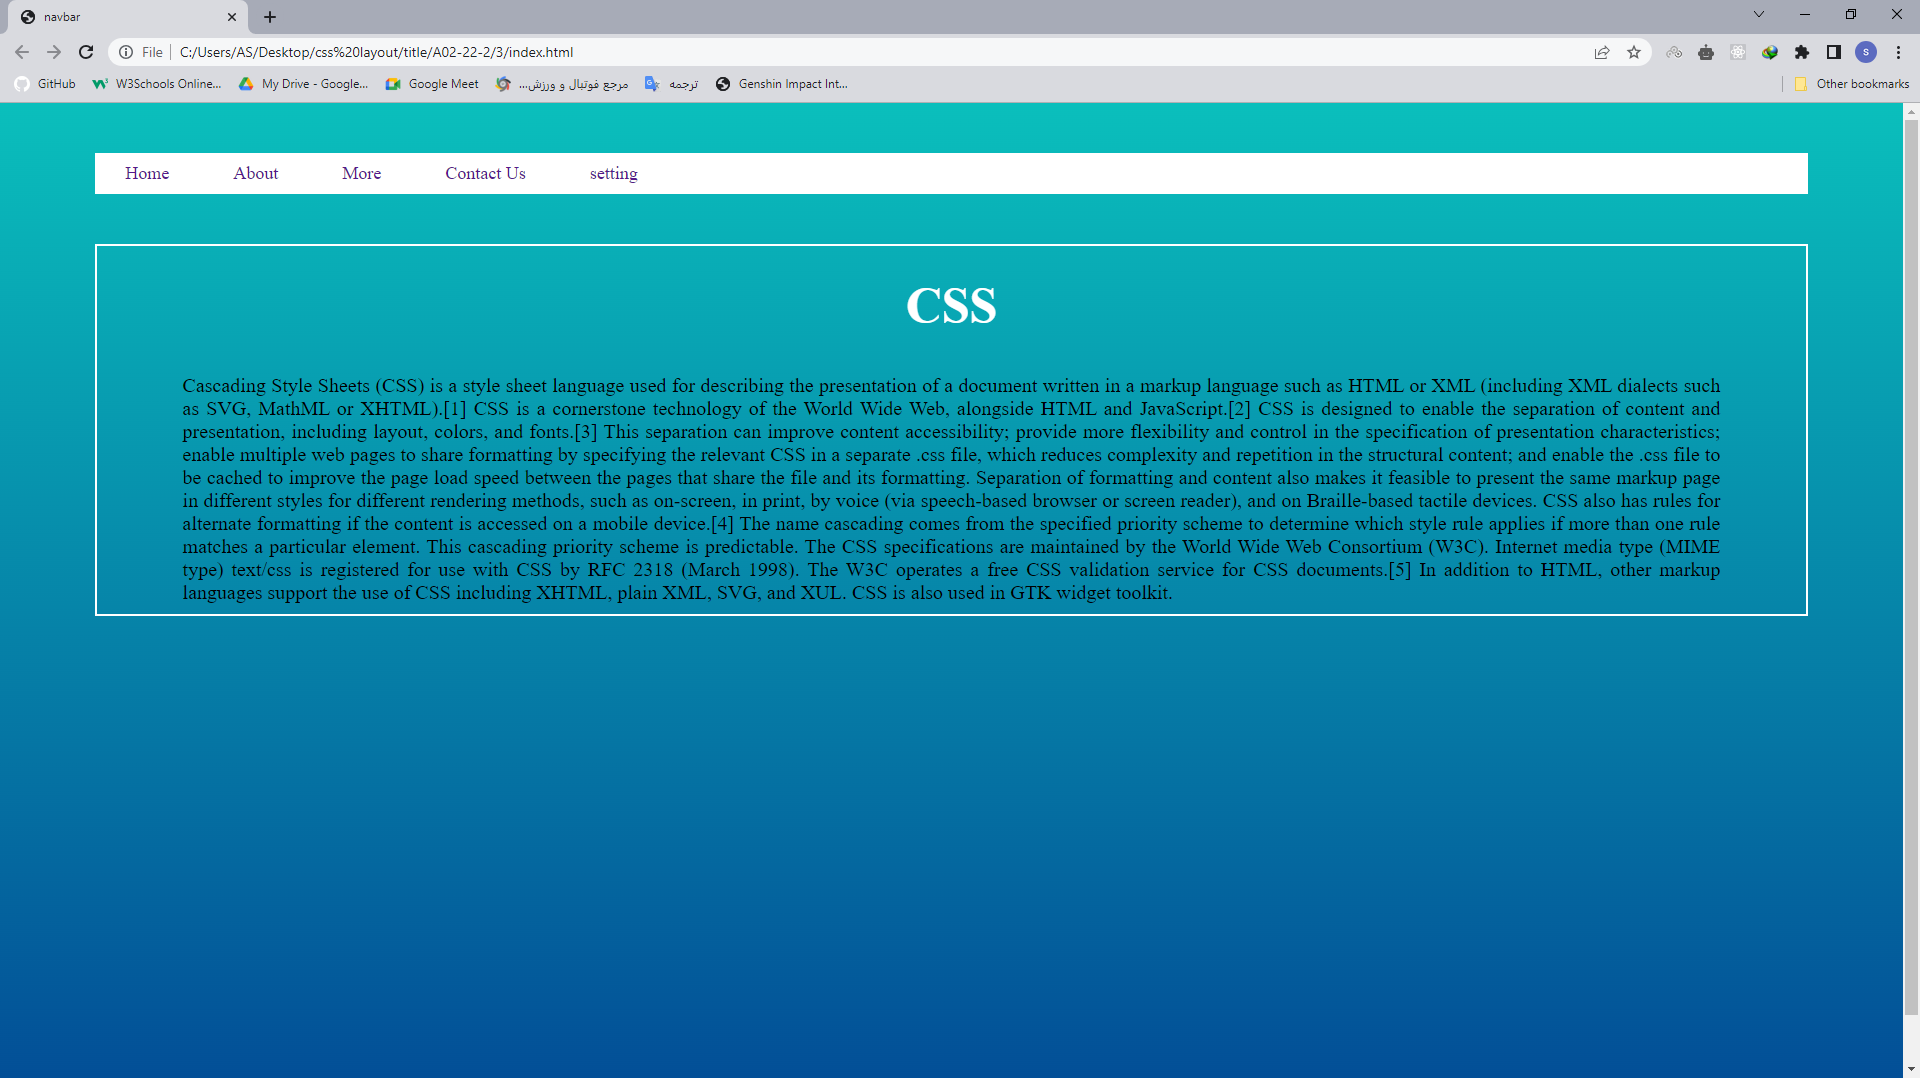 navbar
File
C:/Users/AS/Desktop/css%20layout/title/A02-22-2/3/index.html
S
GitHub
W3Schools Online...
My Drive - Google...
Google Meet
مرجع فوتبال و ورزش...
ترجمه
Genshin Impact Int...
Other bookmarks
Home
About
More
Contact Us
setting
CSS
Cascading Style Sheets (CSS) is a style sheet language used for describing the presentation of a document written in a markup language such as HTML or XML (including XML dialects such
as SVG, MathML or XHTML).[1] CSS is a cornerstone technology of the World Wide Web, alongside HTML and JavaScript.[2] CSS is designed to enable the separation of content and
presentation, including layout, colors, and fonts.[3] This separation can improve content accessibility; provide more flexibility and control in the specification of presentation characteristics;
enable multiple web pages to share formatting by specifying the relevant CSS in a separate .css file, which reduces complexity and repetition in the structural content; and enable the .css file to
be cached to improve the page load speed between the pages that share the file and its formatting. Separation of formatting and content also makes it feasible to present the same markup page
in different styles for different rendering methods, such as on-screen, in print, by voice (via speech-based browser or screen reader), and on Braille-based tactile devices. CSS also has rules for
alternate formatting if the content is accessed on a mobile device.[4] The name cascading comes from the specified priority scheme to determine which style rule applies if more than one rule
matches a particular element. This cascading priority scheme is predictable. The CSS specifications are maintained by the World Wide Web Consortium (W3C). Internet media type (MIME
type) text/css is registered for use with CSS by RFC 2318 (March 1998). The W3C operates a free CSS validation service for CSS documents.[5] In addition to HTML, other markup
languages support the use of CSS including XHTML, plain XML, SVG, and XUL. CSS is also used in GTK widget toolkit.